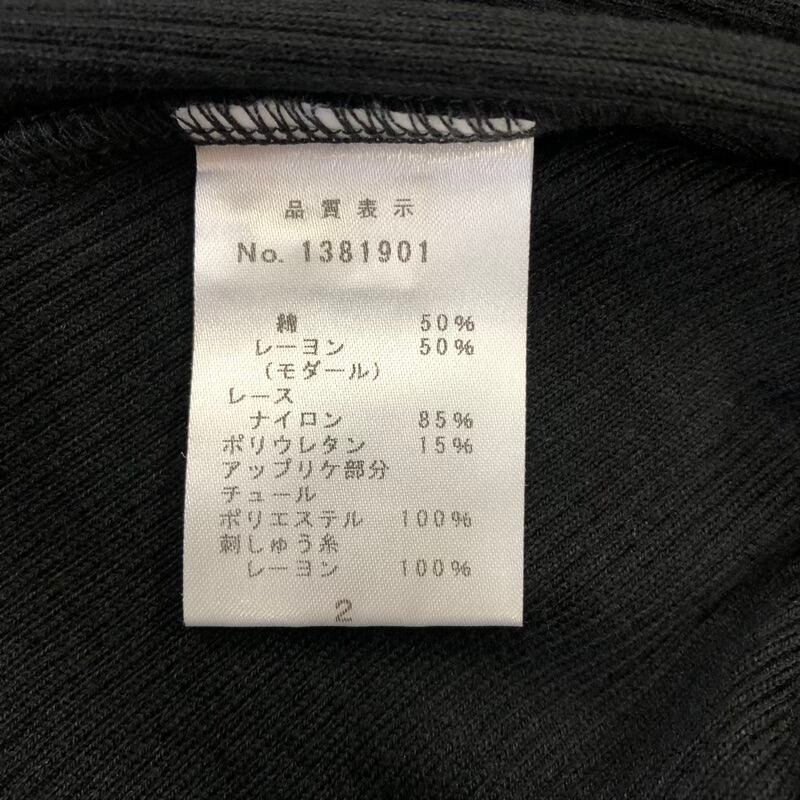 品質表示
No. 1381901
綿 50%
レーヨン 50%
(モダール)
レース
ナイロン 85%
ポリウレタン 15%
アップリケ部分
チュール
ポリエステル 100%
刺しゅう糸
レーヨン 100%
2